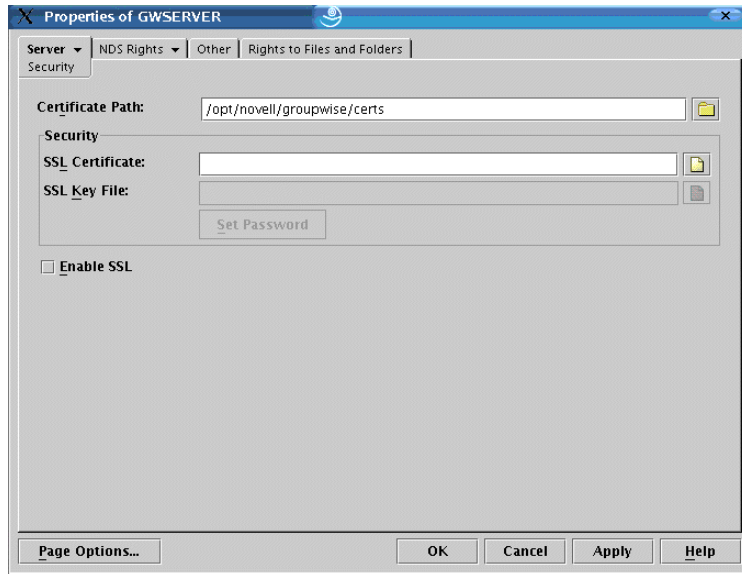 Properties of GWSERVER
Server NDS Rights Other Rights to Files and Folders
Security
Certificate Path: /opt/novell/groupwise/certs
Security
SSL Certificate:
SSL Key File:
Set Password
Enable SSL
Page Options... OK Cancel Apply Help